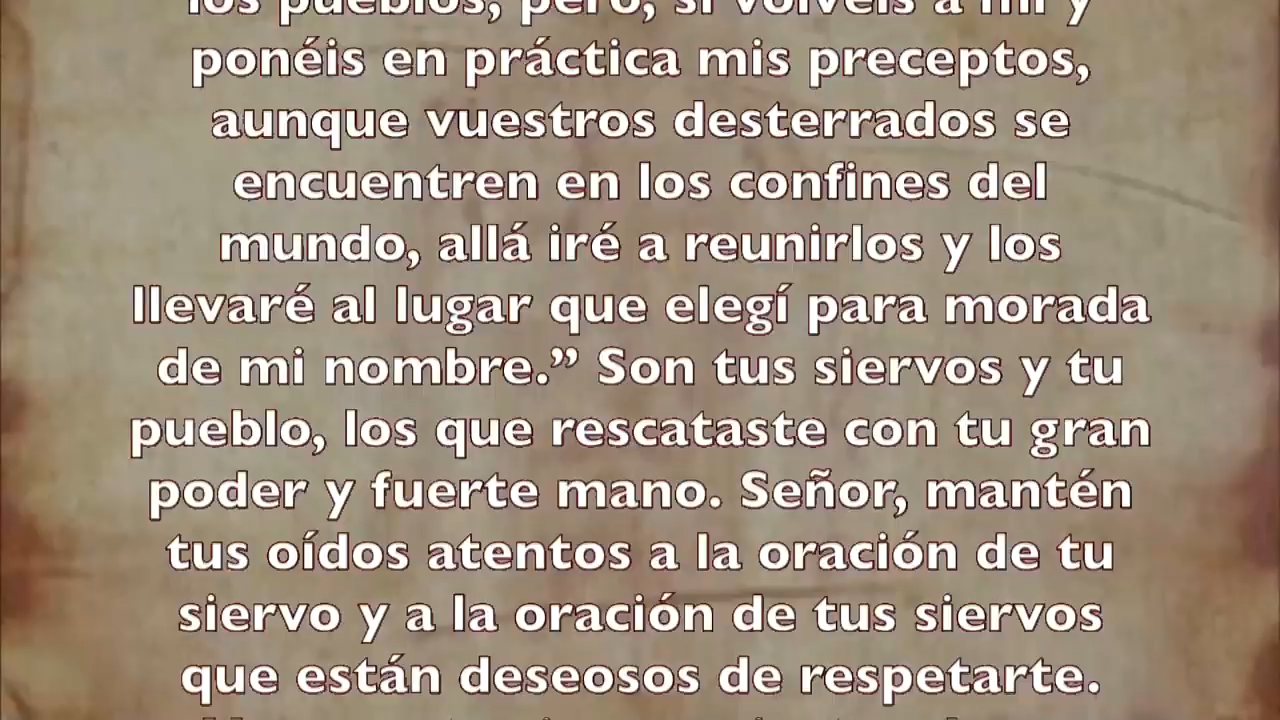 los pueblos, pero, si volvéis a mí y
ponéis en práctica mis preceptos,
aunque vuestros desterrados se
encuentren en los confines del
mundo, allá iré a reunirlos y los
llevaré al lugar que elegí para morada
de mi nombre.” Son tus siervos y tu
pueblo, los que rescataste con tu gran
poder y fuerte mano. Señor, mantén
tus oídos atentos a la oración de tu
siervo y a la oración de tus siervos
que están deseosos de respetarte.